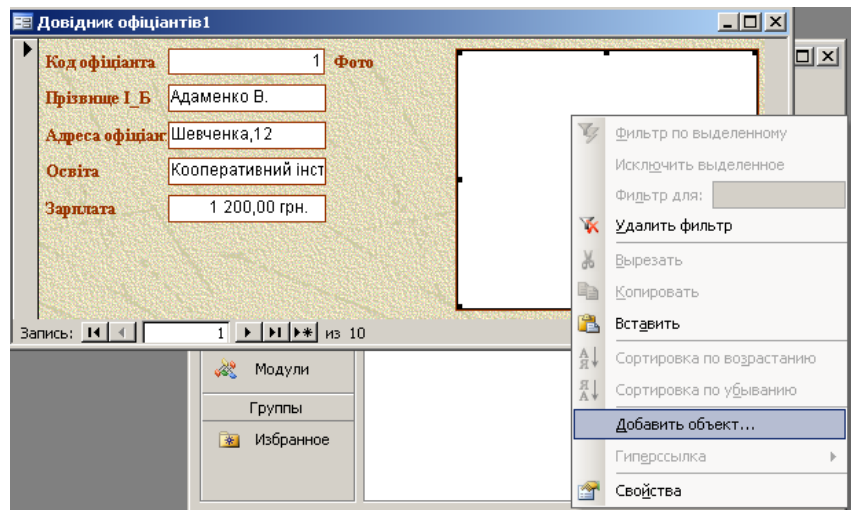 Довідник офіціантів1
Код офіціанта 1 Фото
Прізвище І_Б Адаменко В.
Адреса офіціан Шевченка,12
Освіта Кооперативний інст
Зарплата 1 200,00 грн.
Запись: 1 из 10
Модули
Группы
Избранное
Фильтр по выделенному
Исключить выделенное
Фильтр для:
Удалить фильтр
Вырезать
Копировать
Вставить
Сортировка по возрастанию
Сортировка по убыванию
Добавить объект...
Гиперссылка
Свойства